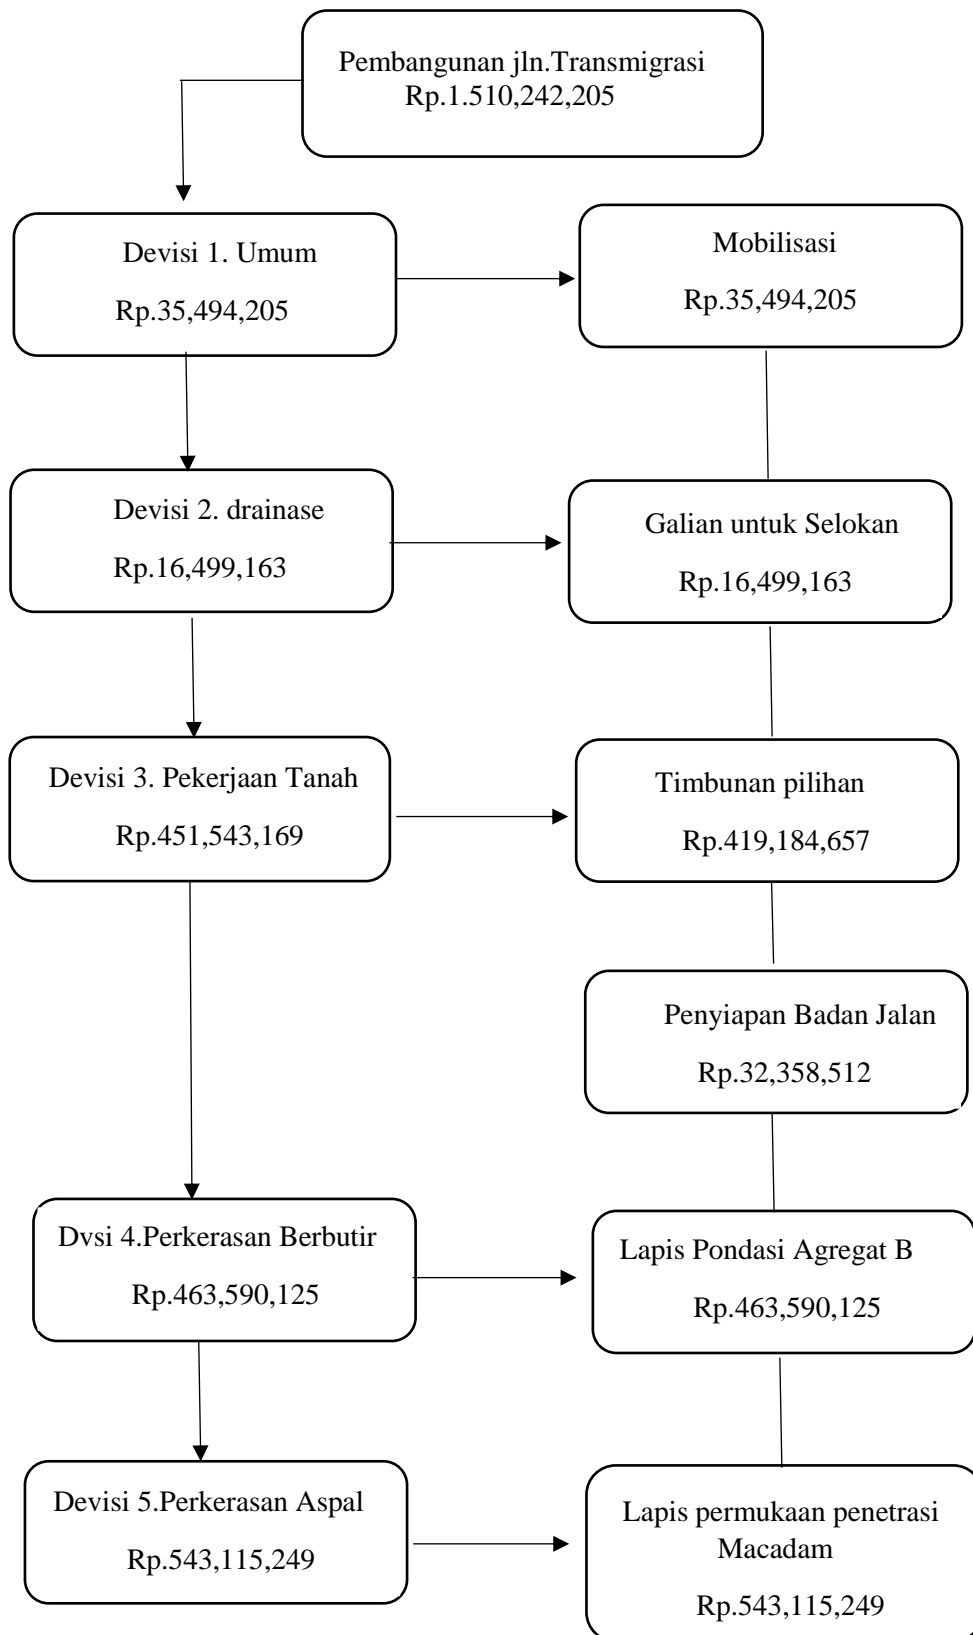 Pembangunan jln.Transmigrasi
Rp.1.510,242,205
Devisi 1. Umum
Rp.35,494,205
Mobilisasi
Rp.35,494,205
Devisi 2. drainase
Rp.16,499,163
Galian untuk Selokan
Rp.16,499,163
Devisi 3. Pekerjaan Tanah
Rp.451,543,169
Timbunan pilihan
Rp.419,184,657
Penyiapan Badan Jalan
Rp.32,358,512
Dvsi 4.Perkerasan Berbutir
Rp.463,590,125
Lapis Pondasi Agregat B
Rp.463,590,125
Devisi 5.Perkerasan Aspal
Rp.543,115,249
Lapis permukaan penetrasi
Macadam
Rp.543,115,249